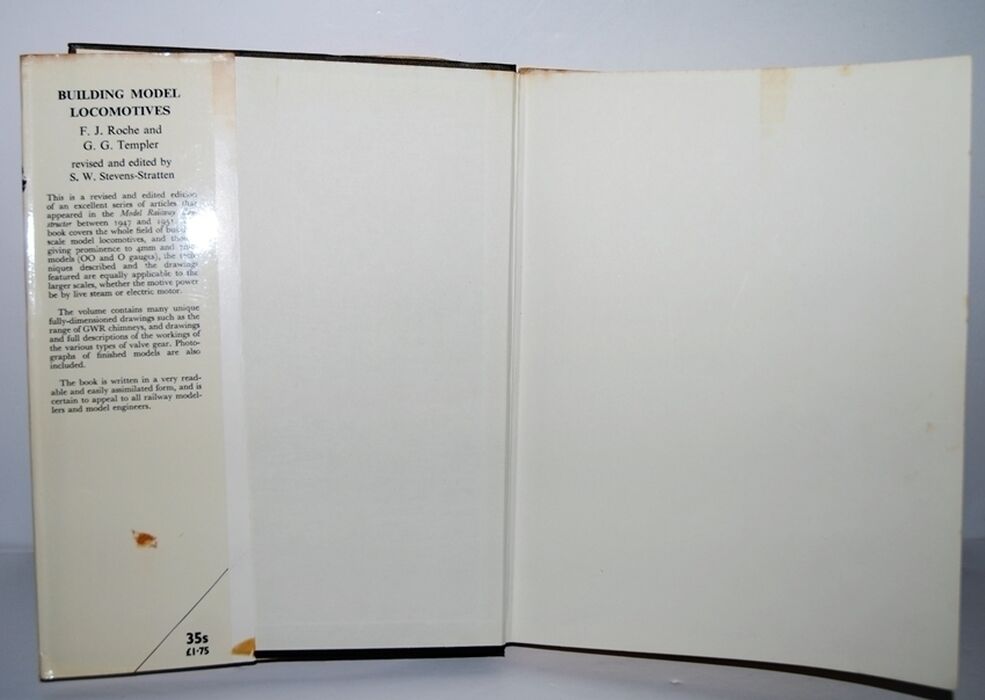 BUILDING MODEL
LOCOMOTIVES
F. J. Roche and
G. G. Templer
revised and edited by
S. W. Stevens-Stratten
This is a revised and edited edition
of an excellent series of articles that
appeared in the Model Railway
structor between 1947 and 1951.
book covers the whole field of
scale model locomotives, and
giving prominence to 4mm and 7mm
models (OO and O gauges), the tech-
niques described and the drawings
featured are equally applicable to the
larger scales, whether the motive power
be by live steam or electric motor.
The volume contains many unique
fully-dimensioned drawings such as the
range of GWR chimneys, and drawings
and full descriptions of the workings of
the various types of valve gear. Photo-
graphs of finished models are also
included.
The book is written in a very read-
able and easily assimilated form, and is
certain to appeal to all railway model-
lers and model engineers.
35s
£1·75